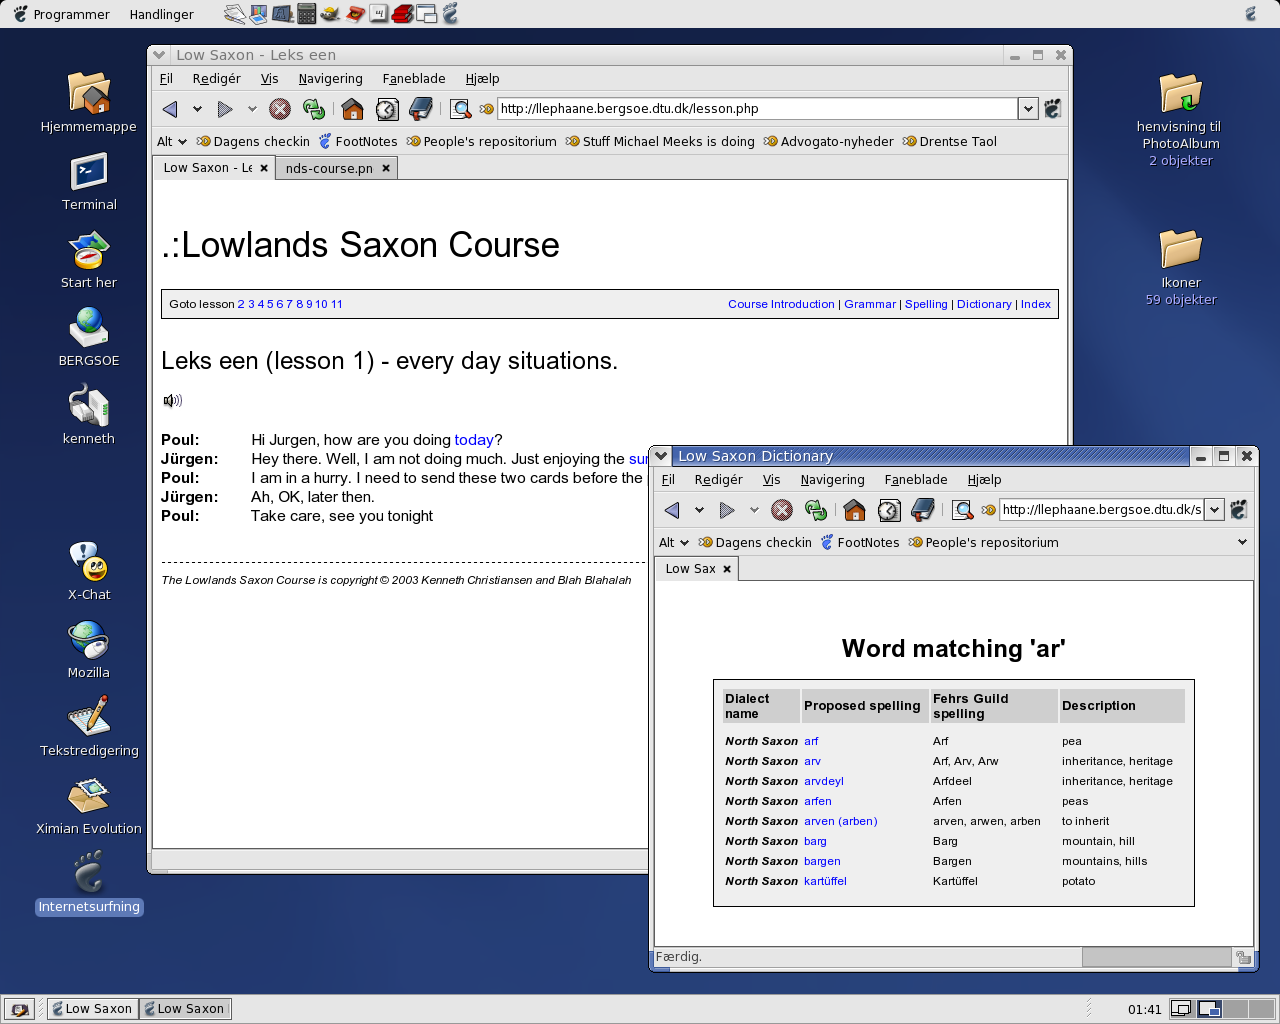 Programmer Handlinger
Hjemmemappe
Terminal
Start her
BERGSOE
kenneth
X-Chat
Mozilla
Tekstredigering
Ximian Evolution
Internetsurfning
henvisning til
PhotoAlbum
2 objekter
Ikoner
59 objekter
Low Saxon - Leks een
Fil Redigér Vis Navigering Faneblade Hjælp
http://llephaane.bergsoe.dtu.dk/lesson.php
Alt Dagens checkin FootNotes People's repositorium Stuff Michael Meeks is doing Advogato-nyheder Drentse Taol
Low Saxon - Le nds-course.pn
.:Lowlands Saxon Course
Goto lesson 2 3 4 5 6 7 8 9 10 11 Course Introduction | Grammar | Spelling | Dictionary | Index
Leks een (lesson 1) - every day situations.
Poul: Hi Jurgen, how are you doing today?
Jürgen: Hey there. Well, I am not doing much. Just enjoying the
Poul: I am in a hurry. I need to send these two cards before the
Jürgen: Ah, OK, later then.
Poul: Take care, see you tonight
The Lowlands Saxon Course is copyright © 2003 Kenneth Christiansen and Blah Blahalah
Low Saxon Dictionary
Fil Redigér Vis Navigering Faneblade Hjælp
http://llephaane.bergsoe.dtu.dk/s
Alt Dagens checkin FootNotes People's repositorium
Low Sax
Word matching 'ar'
Dialect name Proposed spelling Fehrs Guild spelling Description
North Saxon arf Arf pea
North Saxon arv Arf, Arv, Arw inheritance, heritage
North Saxon arvdeyl Arfdeel inheritance, heritage
North Saxon arfen Arfen peas
North Saxon arven (arben) arven, arwen, arben to inherit
North Saxon barg Barg mountain, hill
North Saxon bargen Bargen mountains, hills
North Saxon kartüffel Kartüffel potato
Færdig.
Low Saxon Low Saxon 01:41